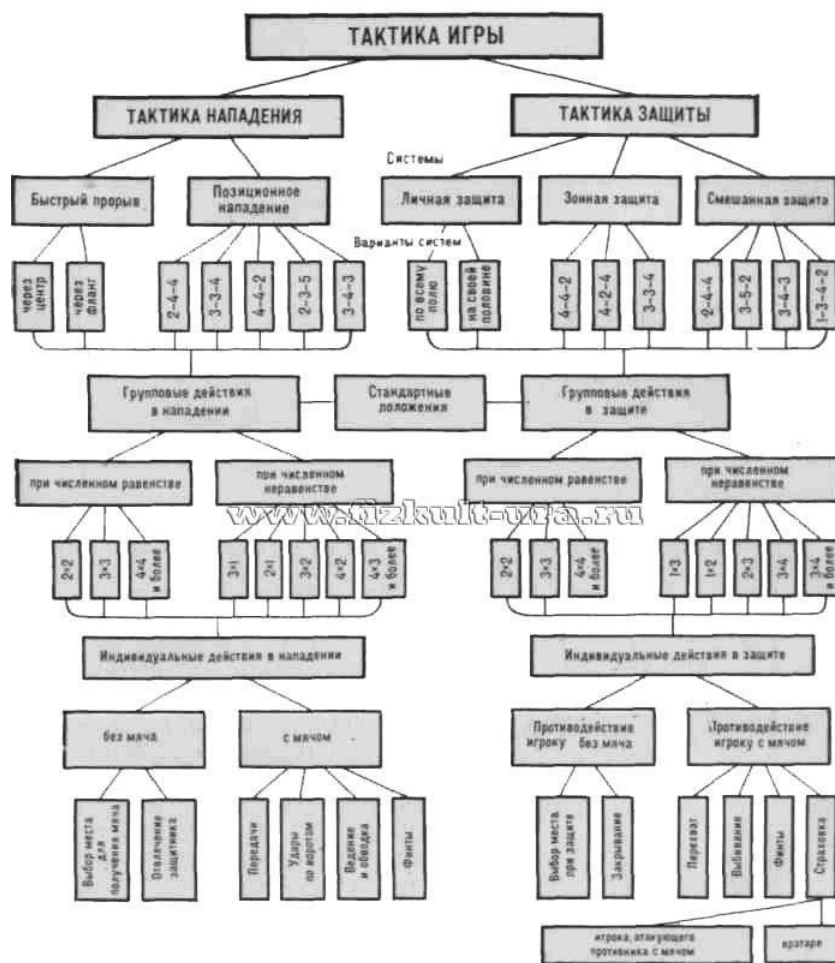 ТАКТИКА ИГРЫ
ТАКТИКА НАПАДЕНИЯ
ТАКТИКА ЗАЩИТЫ
Системы
Быстрый прорыв
Позиционное
нападение
Личная защита
Зонная защита
Смешанная защита
Варианты систем
через
центр
через
фланг
2-4-4
3-3-4
4-4-2
2-3-5
3-4-3
по всему
полю
на своей
половине
4-4-2
4-2-4
3-3-4
2-4-4
3-5-2
3-4-3
1-3-4-2
Групповые действия
в нападении
Стандартные
положения
Групповые действия
в защите
при численном равенстве
при численном
неравенстве
при численном равенстве
при численном
неравенстве
www.fizkult-ura.ru
2×2
3×3
4×4
и более
3×1
2×1
3×2
4×2
4×3
и более
2×2
3×3
4×4
и более
1×3
1×2
2×3
3×4
3×4
и более
Индивидуальные действия в нападении
Индивидуальные действия в защите
без мяча
с мячом
Противодействие
игроку без мяча
Противодействие
игроку с мячом
Выбор места
для
получения мяча
Отвлечение
защитника
Передачи
Удары
по воротам
Ведение
и обводка
Финты
Выбор места
при защите
Закрывание
Перехват
Выбивание
Финты
Страховка
игрока, атакующего
противника с мячом
вратаря